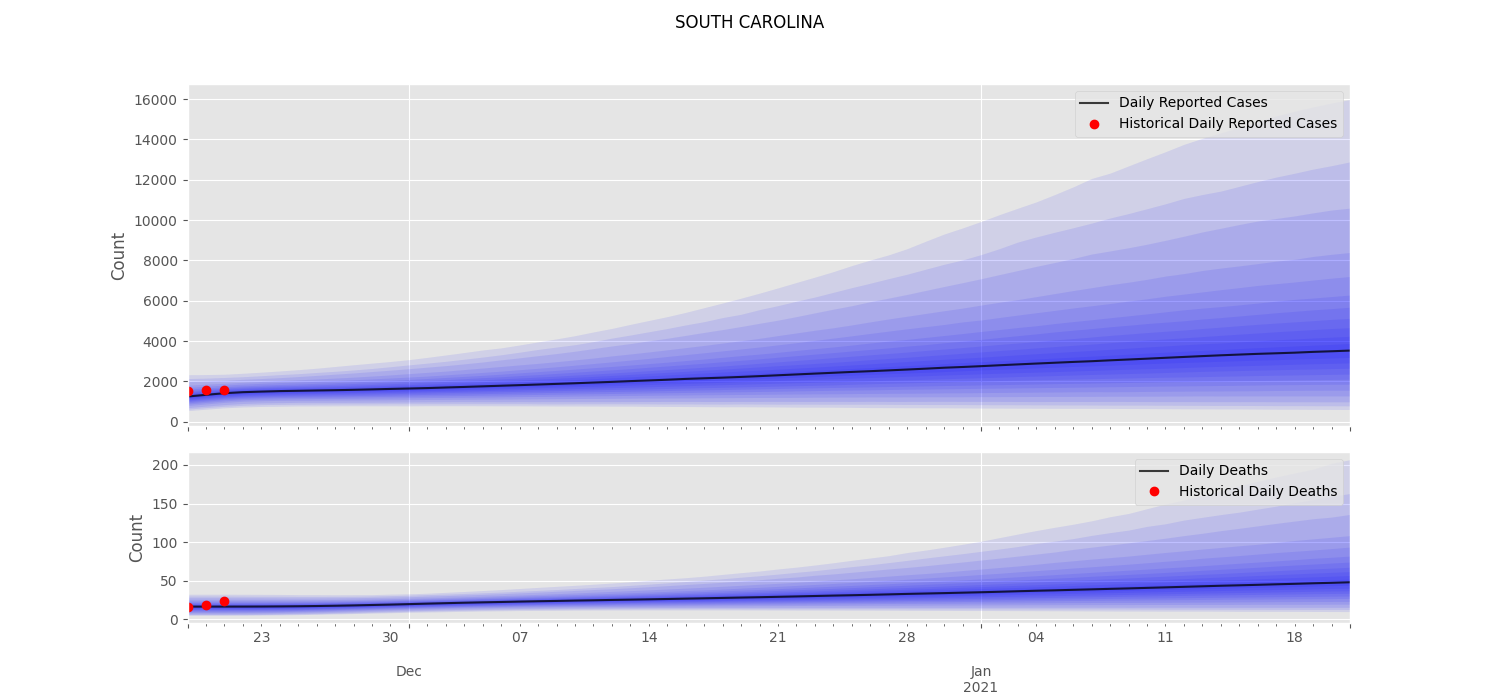 SOUTH CAROLINA
16000
14000
12000
10000
8000
6000
4000
2000
0
Count
Daily Reported Cases
Historical Daily Reported Cases
200
150
100
50
0
Count
Daily Deaths
Historical Daily Deaths
23 30 07 14 21 28 04 11 18
Dec Jan
2021